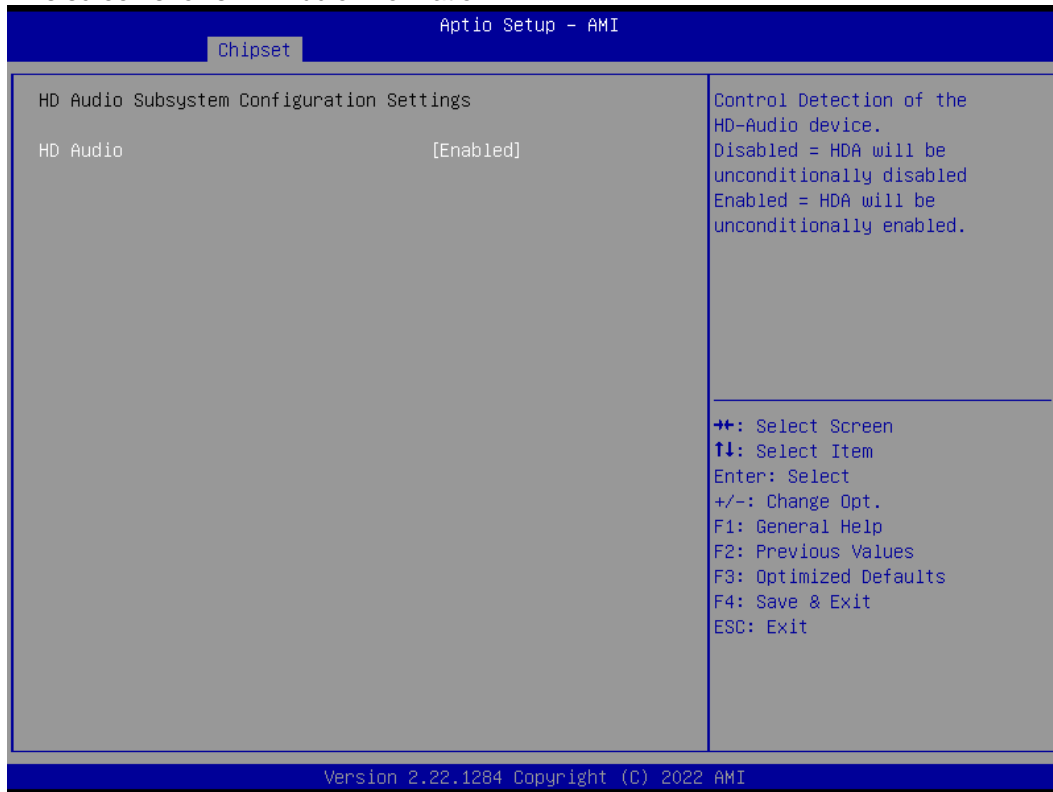 Aptio Setup – AMI
Chipset
HD Audio Subsystem Configuration Settings
HD Audio [Enabled]
Control Detection of the
HD-Audio device.
Disabled = HDA will be
unconditionally disabled
Enabled = HDA will be
unconditionally enabled.
→←: Select Screen
↑↓: Select Item
Enter: Select
+/-: Change Opt.
F1: General Help
F2: Previous Values
F3: Optimized Defaults
F4: Save & Exit
ESC: Exit
Version 2.22.1284 Copyright (C) 2022 AMI